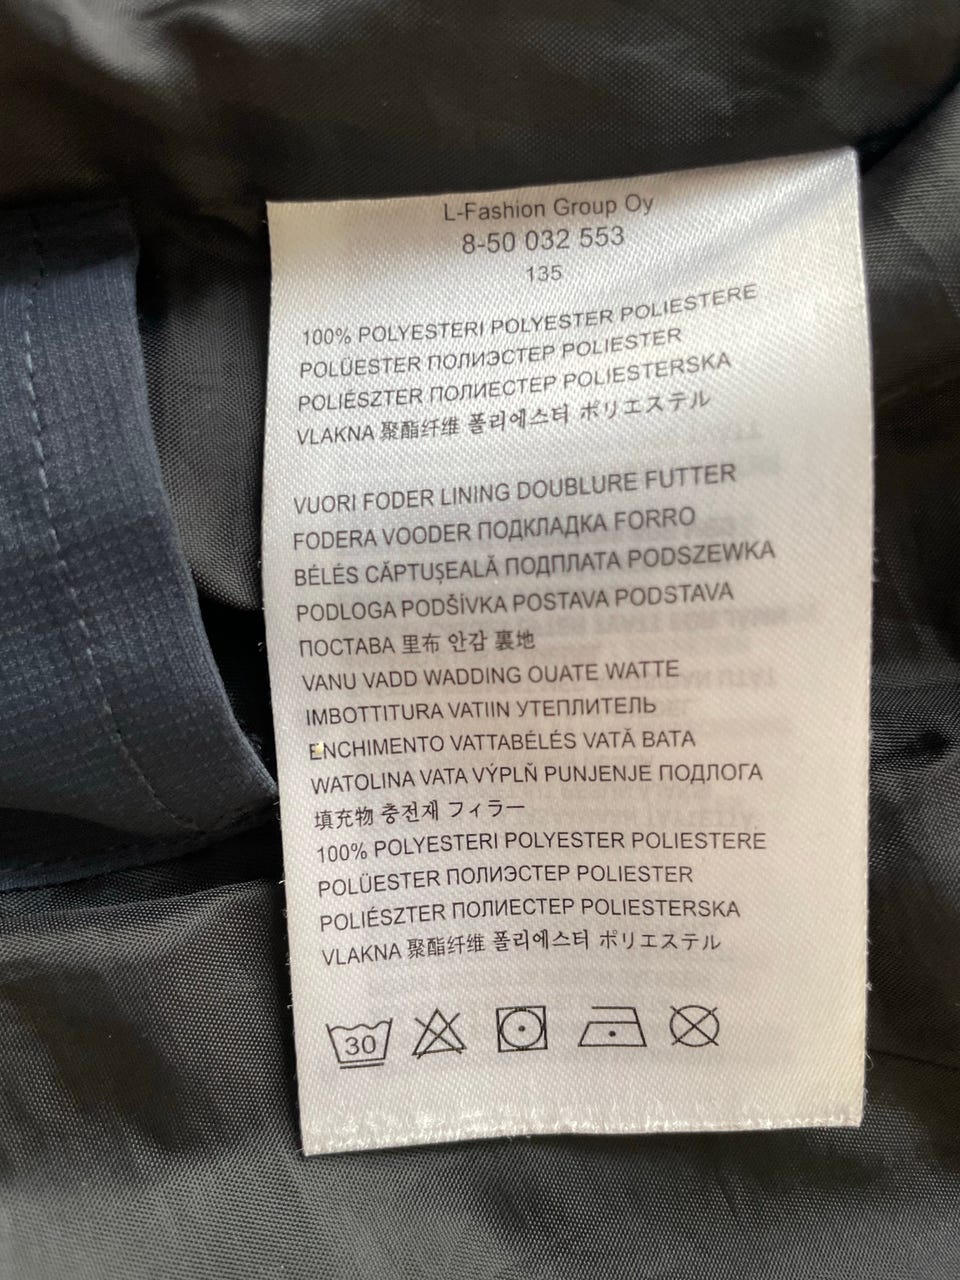 L-Fashion Group Oy
8-50 032 553
135
100% POLYESTERI POLYESTER POLIESTERE
POLÜESTER ПОЛИЭСТЕР POLIESTER
POLIÉSZTER ПОЛИЕСТЕР POLIESTERSKA
VLAKNA 聚酯纤维 폴리에스터 ポリエステル
VUORI FODER LINING DOUBLURE FUTTER
FODERA VOODER ПОДКЛАДКА FORRO
BÉLÉS CĂPTUȘEALĂ ПОДПЛАТА PODSZEWKA
PODLOGA PODŠÍVKA POSTAVA PODSTAVA
ПОСТАВА 里布 안감 裏地
VANU VADD WADDING OUATE WATTE
IMBOTTITURA VATIIN УТЕПЛИТЕЛЬ
ENCHIMENTO VATTABÉLÉS VATĂ BATA
WATOLINA VATA VÝPLŇ PUNJENJE ПОДЛОГА
填充物 충전재 フィラー
100% POLYESTERI POLYESTER POLIESTERE
POLÜESTER ПОЛИЭСТЕР POLIESTER
POLIÉSZTER ПОЛИЕСТЕР POLIESTERSKA
VLAKNA 聚酯纤维 폴리에스터 ポリエステル
30